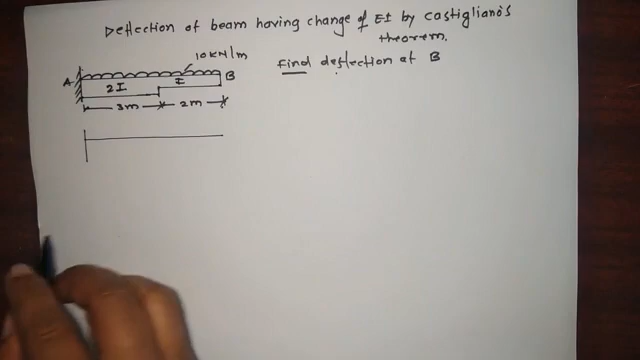 Deflection of beam having change of EI by Castigliano's
theorem.
10kN/m
Find deflection at B
A
2I
I
B
3m
2m